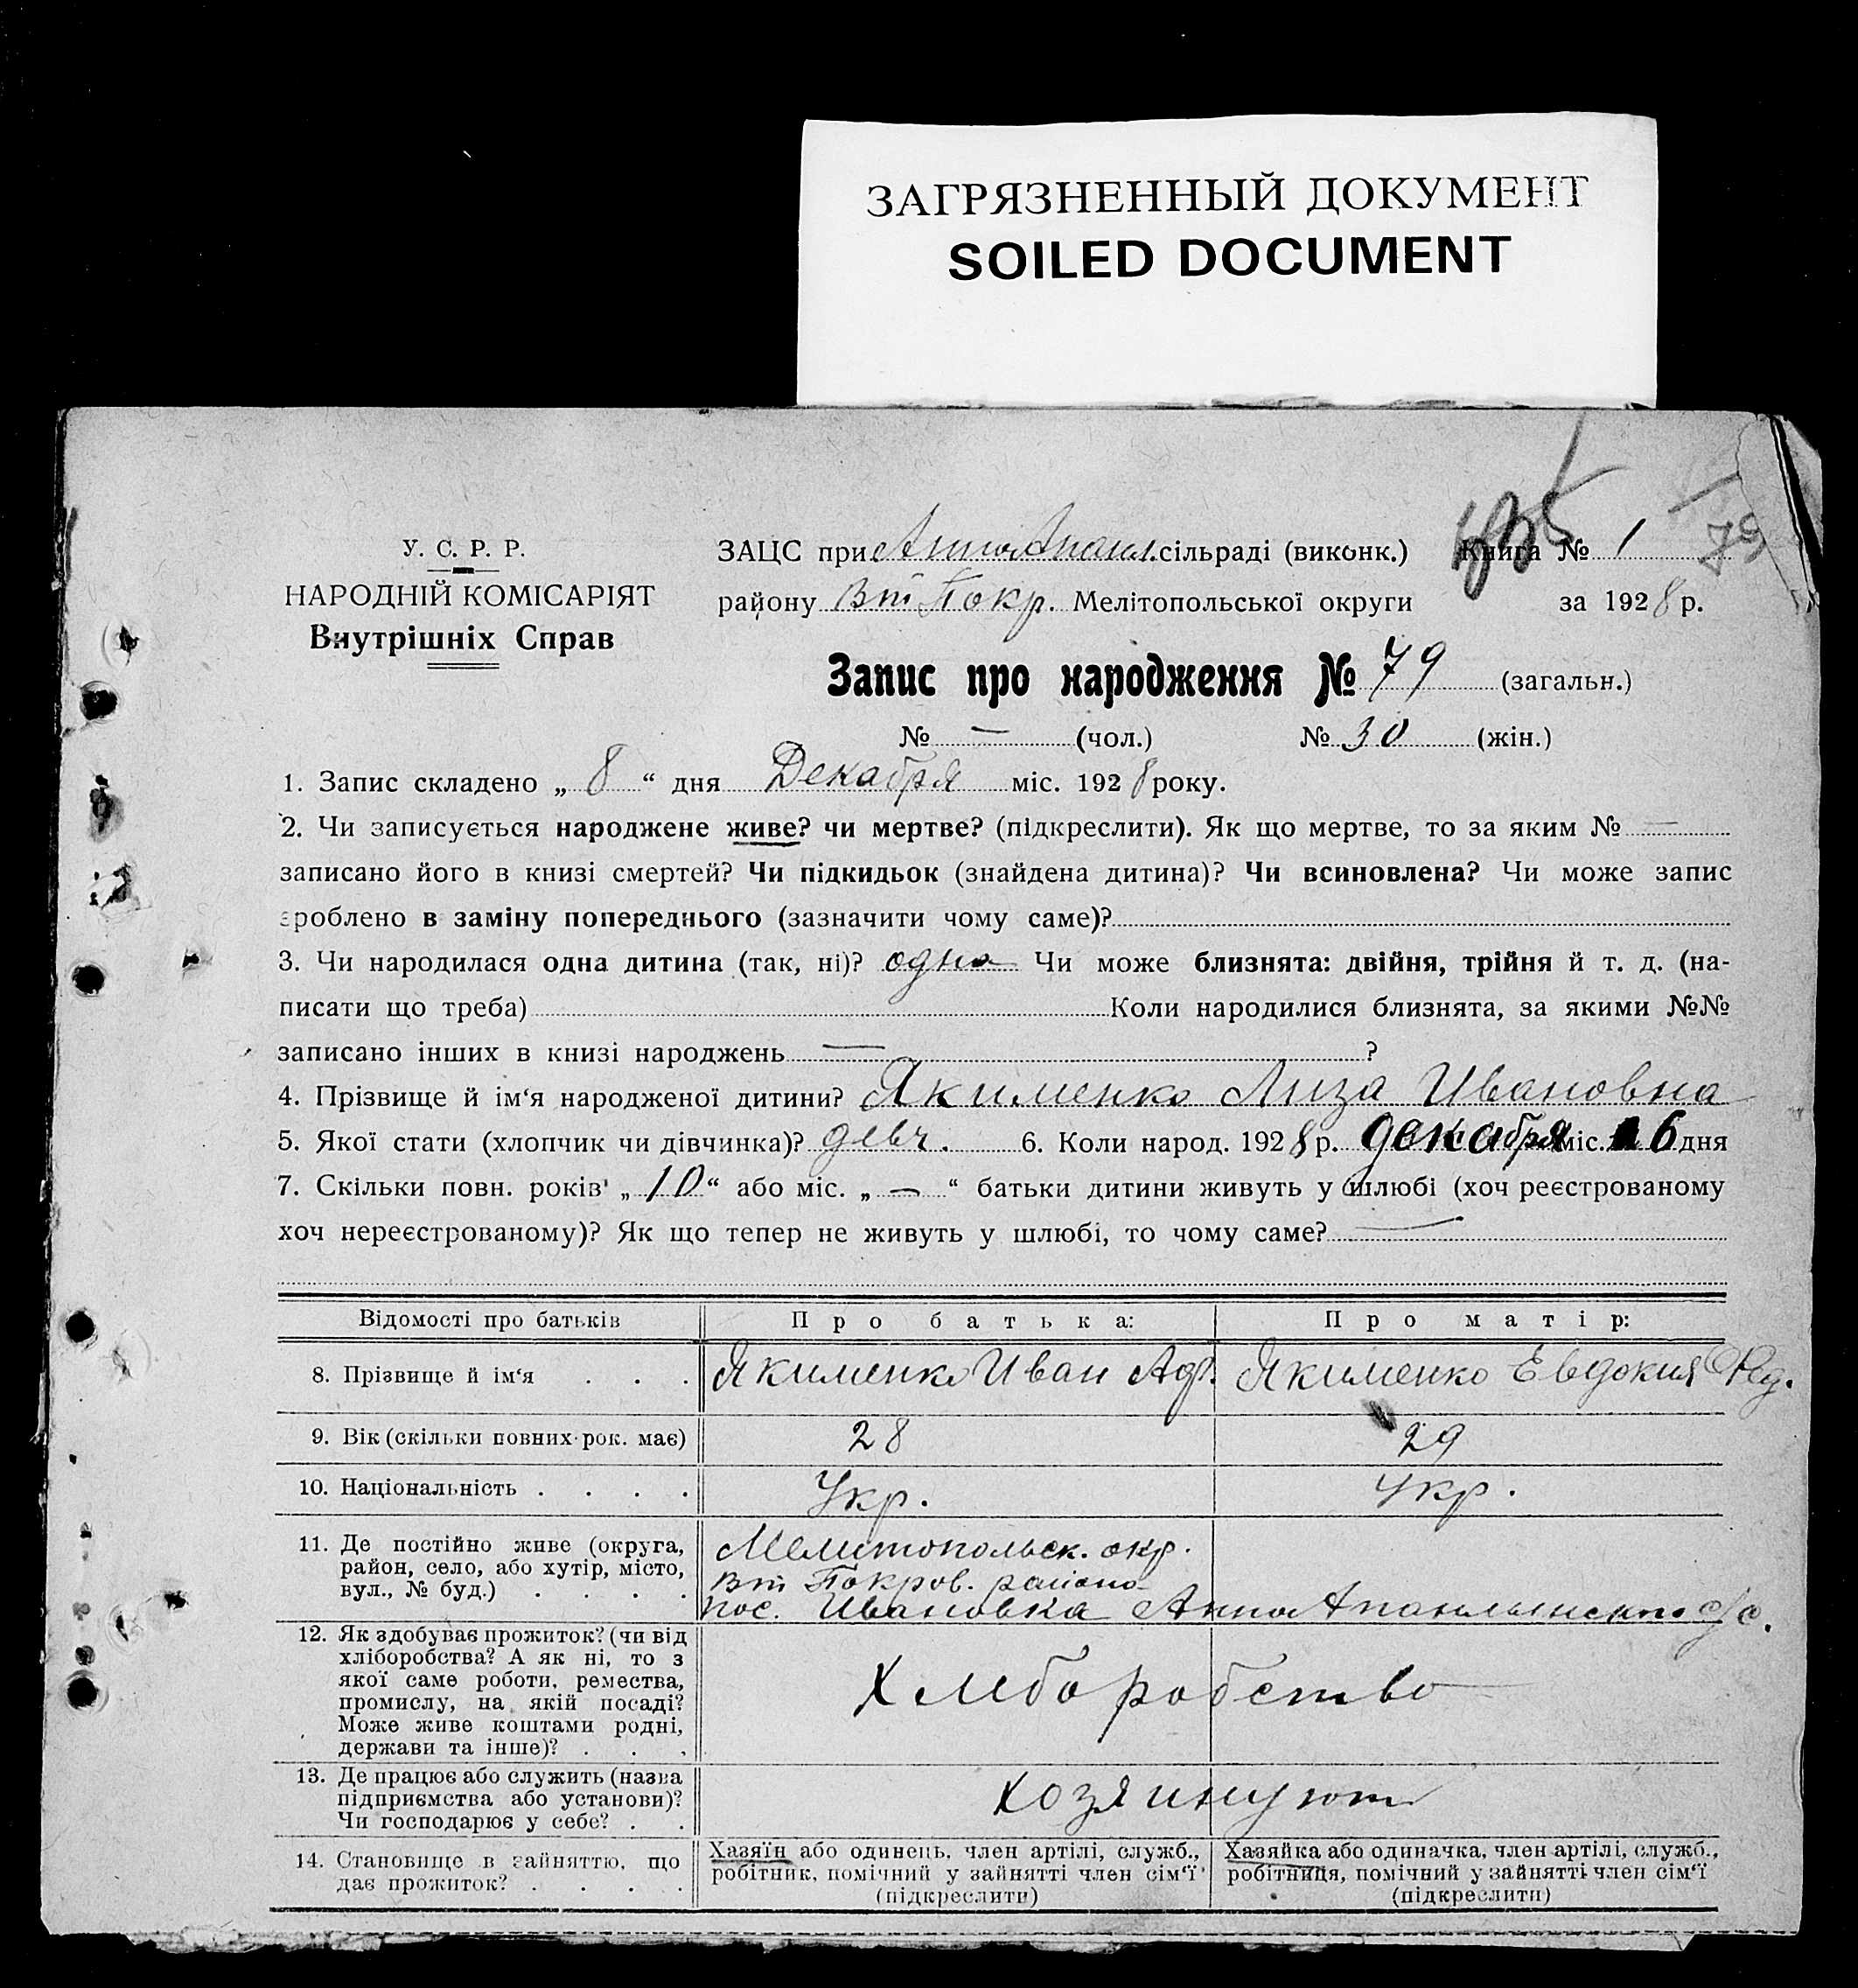 ЗАГРЯЗНЕННЫЙ ДОКУМЕНТ
SOILED DOCUMENT
У. С. Р. Р.
НАРОДНІЙ КОМІСАРІЯТ
Внутрішніх Справ
ЗАЦС при сільраді (виконк.) Книга № 1 79
району Вт Покр. Мелітопольської округи за 1928 р.
Запис про народження № 79 (загальн.)
№ — (чол.) № 30 (жін.)
1. Запис складено „ 8 “ дня Декабря міс. 1928 року.
2. Чи записується народжене живе? чи мертве? (підкреслити). Як що мертве, то за яким № —
записано його в книзі смертей? Чи підкидьок (знайдена дитина)? Чи всиновлена? Чи може запис
зроблено в заміну попереднього (зазначити чому саме)?
3. Чи народилася одна дитина (так, ні)? одна Чи може близнята: двійня, трійня й т. д. (на-
писати що треба) Коли народилися близнята, за якими №№
записано інших в книзі народжень — ?
4. Прізвище й ім‘я народженої дитини? Якименко Лиза Ивановна
5. Якої стати (хлопчик чи дівчинка)? девч. 6. Коли народ. 1928 р. декабря міс. 6 дня
7. Скільки повн. років „ 10 “ або міс. „ — “ батьки дитини живуть у шлюбі (хоч реєстрованому
хоч нереєстрованому)? Як що тепер не живуть у шлюбі, то чому саме? —
Відомості про батьків
Про батька:
Про матір:
8. Прізвище й ім‘я . . .
Якименко Иван
Якименко Евдокия
9. Вік (скільки повних рок. має)
28
29
10. Національність . . . .
Укр.
Укр.
11. Де постійно живе (округа,
район, село, або хутір, місто,
вул., № буд.) . . . .
Мелитопольск. окр.
Вт Покров. района
пос. Ивановка с/с.
12. Як здобуває прожиток? (чи від
хліборобства? А як ні, то з
якої саме роботи, ремества,
промислу, на якій посаді?
Може живе коштами родні,
держави та інше)? . . .
Хлеборобство
13. Де працює або служить (назва
підприємства або установи)?
Чи господарює у себе? . .
хозяинуют
14. Становище в зайняттю, що
дає прожиток? . . . .
Хазяїн або одинець, член артілі, служб.,
робітник, помічний у зайнятті член сім‘ї
(підкреслити)
Хазяйка або одиначка, член артілі, служб.,
робітниця, помічний у зайнятті член сім‘ї
(підкреслити)